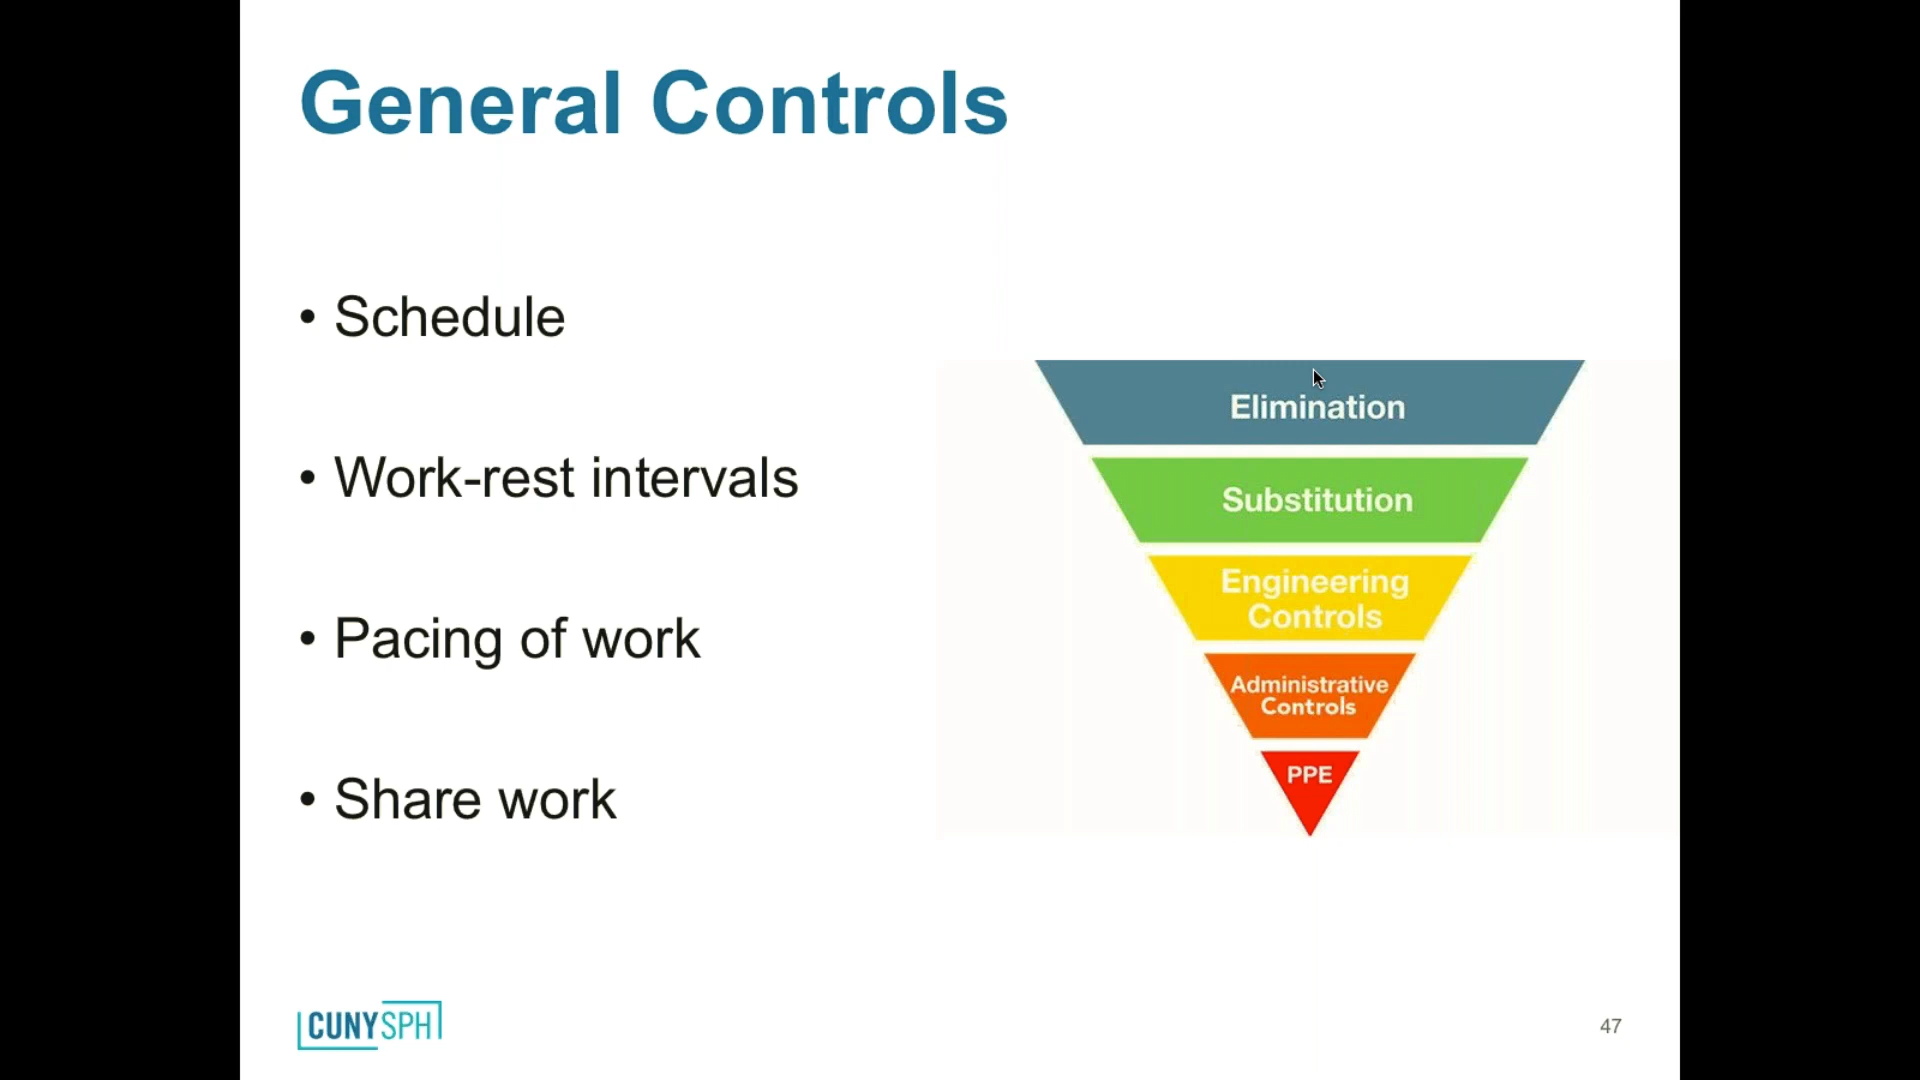 General Controls
• Schedule
• Work-rest intervals
• Pacing of work
• Share work
Elimination
Substitution
Engineering
Controls
Administrative
Controls
PPE
CUNYSPH
47